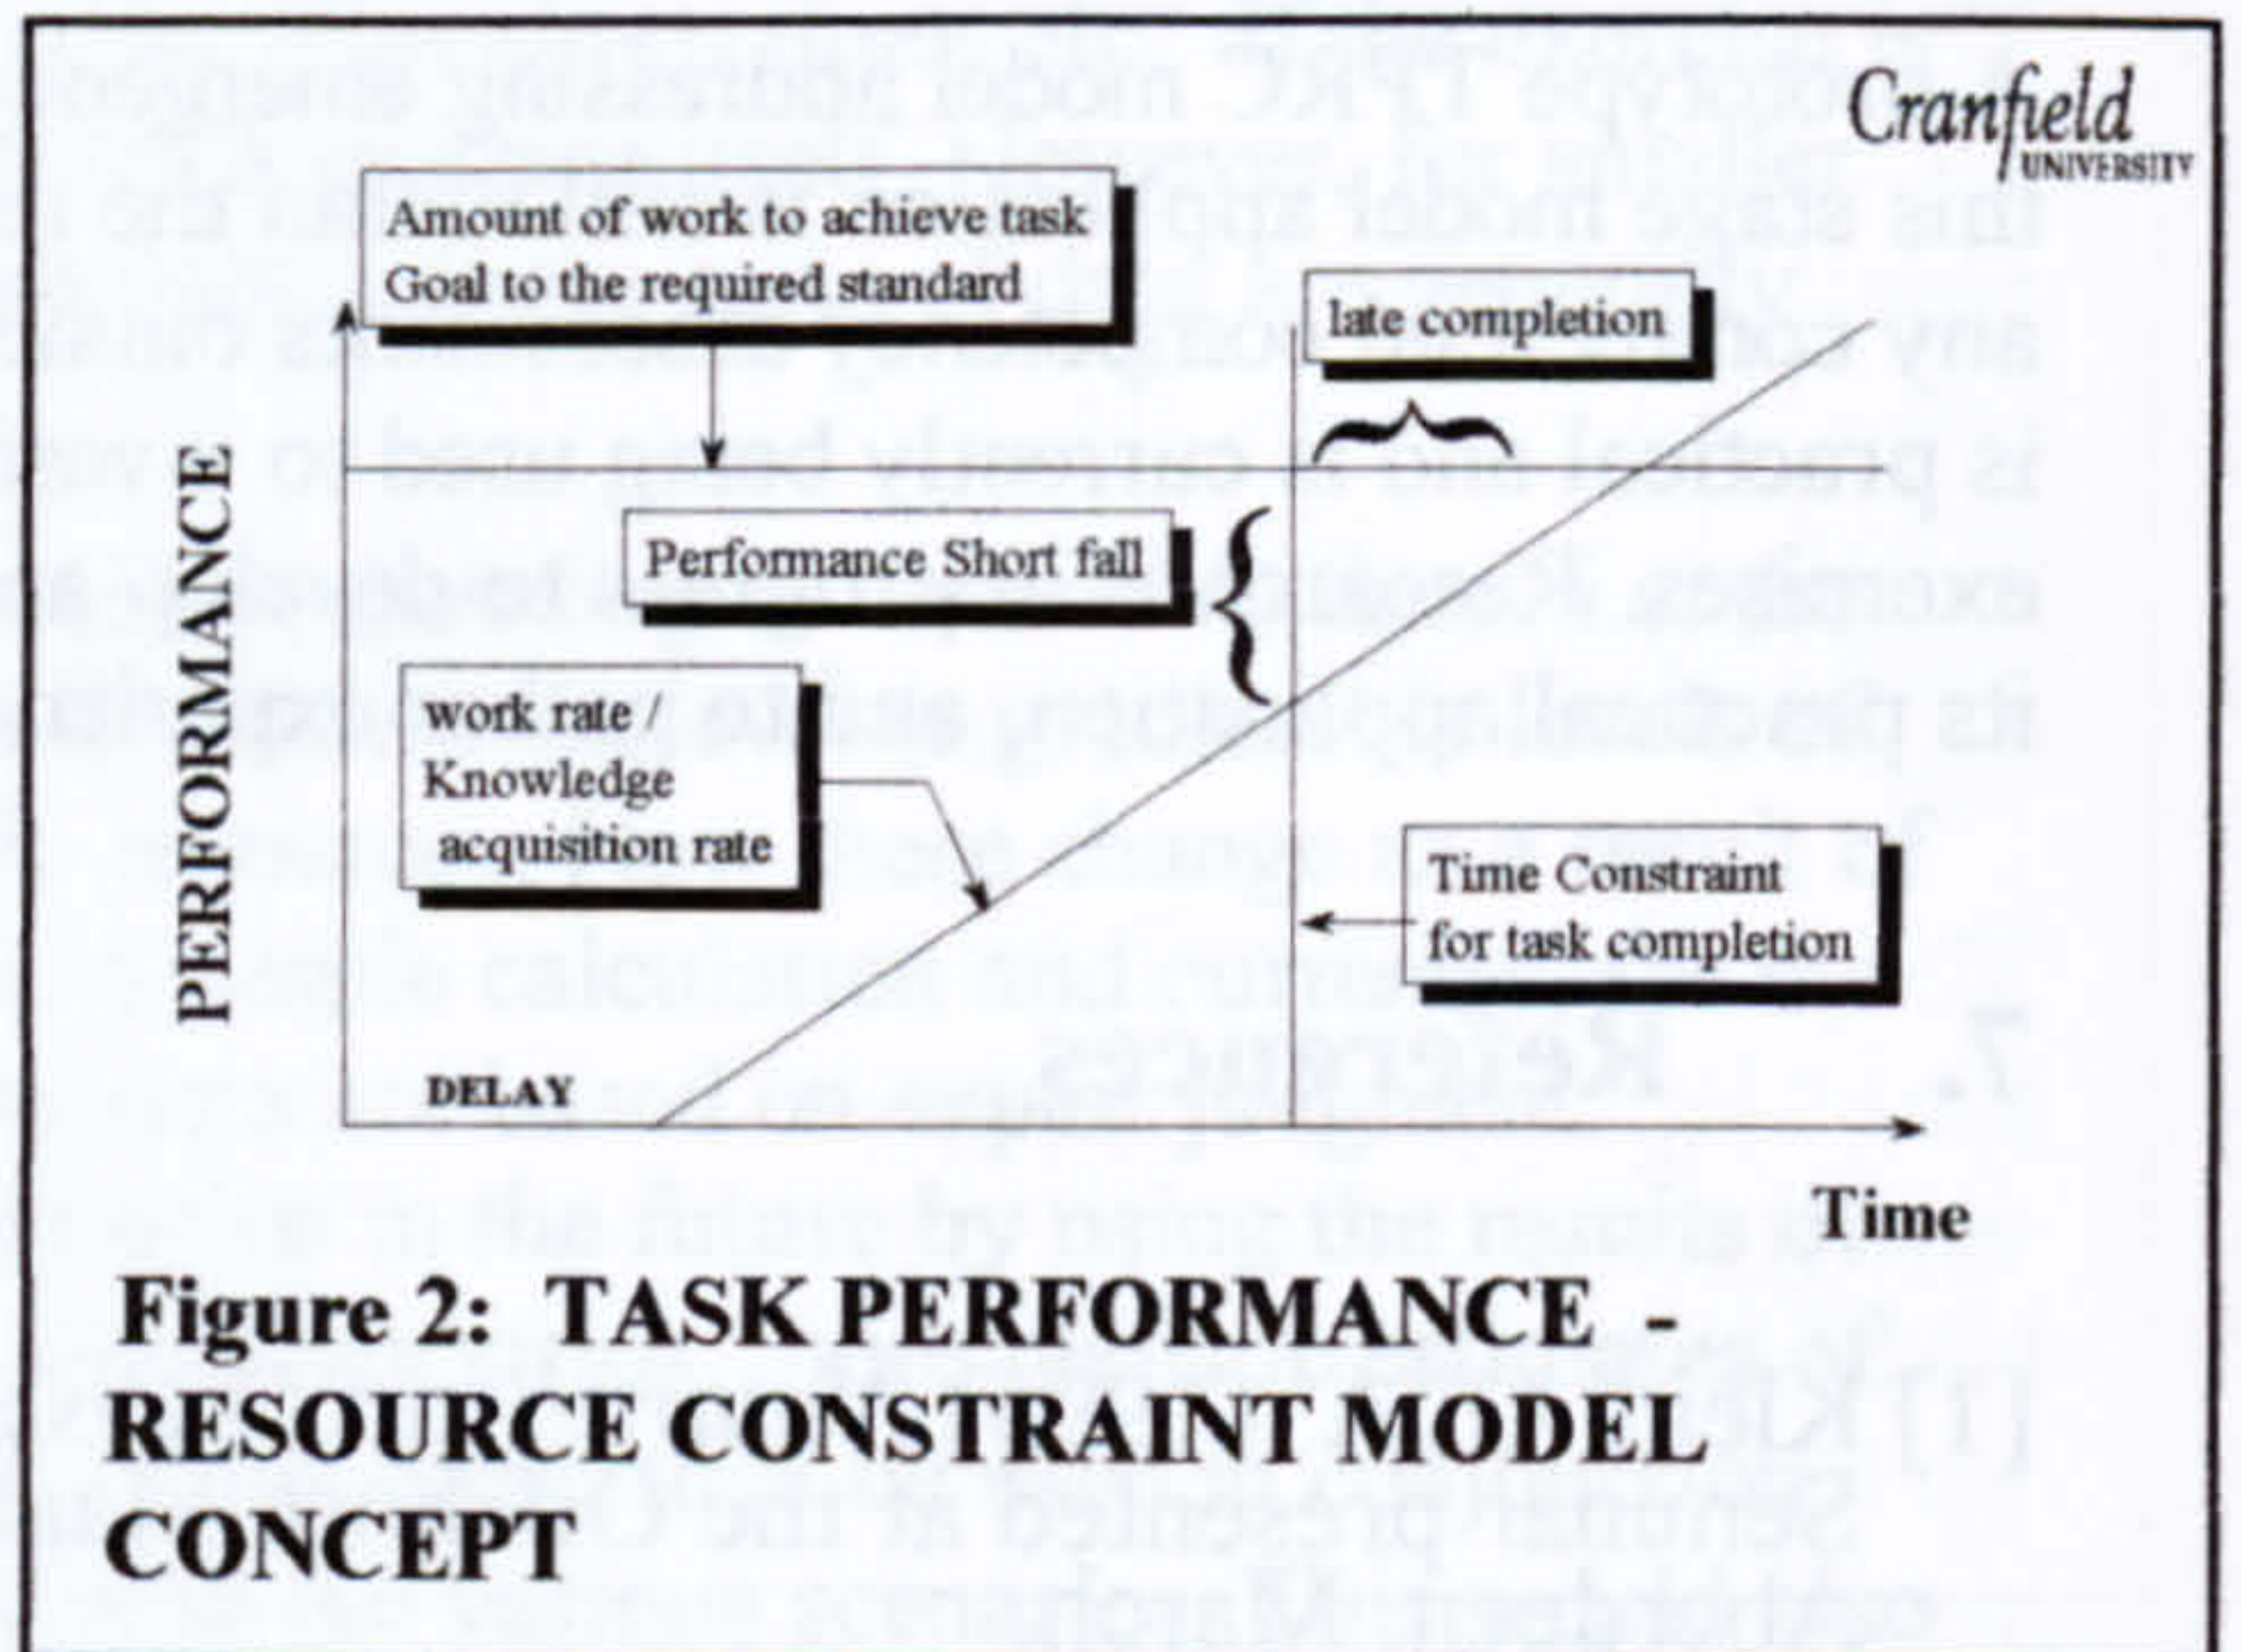 Cranfield
UNIVERSITY
Amount of work to achieve task
Goal to the required standard
late completion
Performance Short fall
work rate /
Knowledge
acquisition rate
Time Constraint
for task completion
PERFORMANCE
DELAY
Time
Figure 2: TASK PERFORMANCE -
RESOURCE CONSTRAINT MODEL
CONCEPT